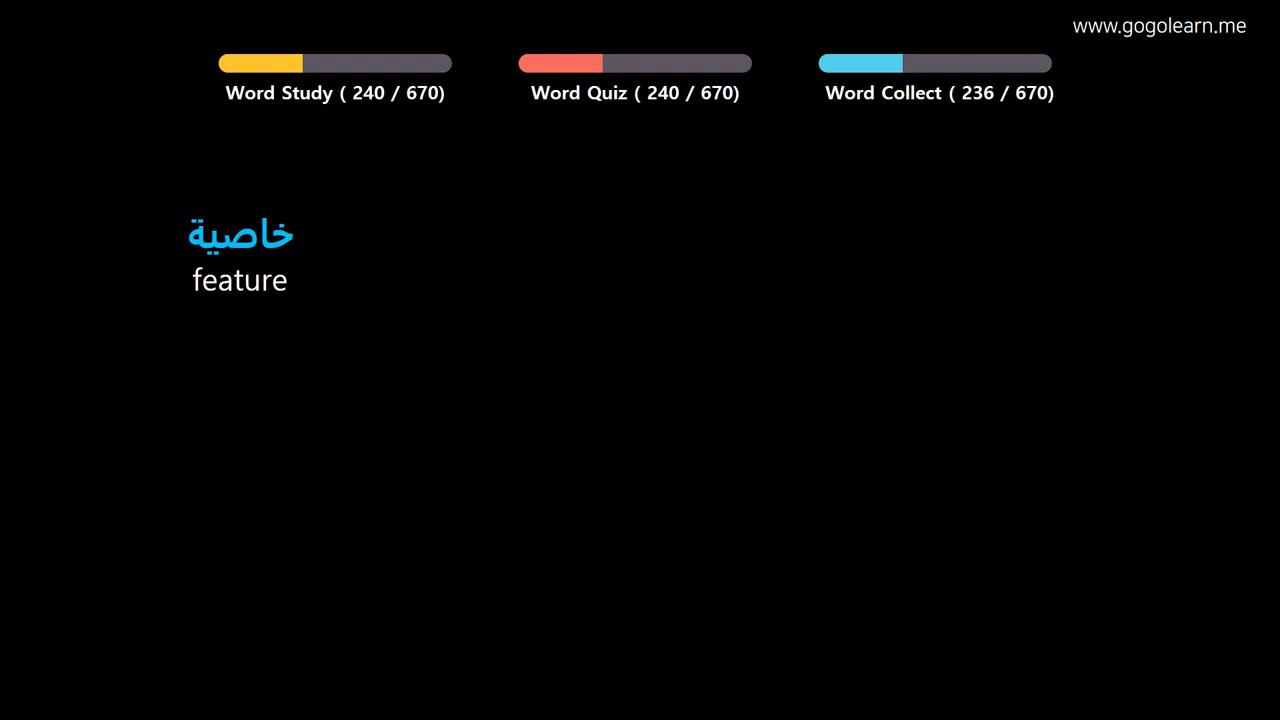 www.gogolearn.me
Word Study ( 240 / 670)
Word Quiz ( 240 / 670)
Word Collect ( 236 / 670)
خاصية
feature